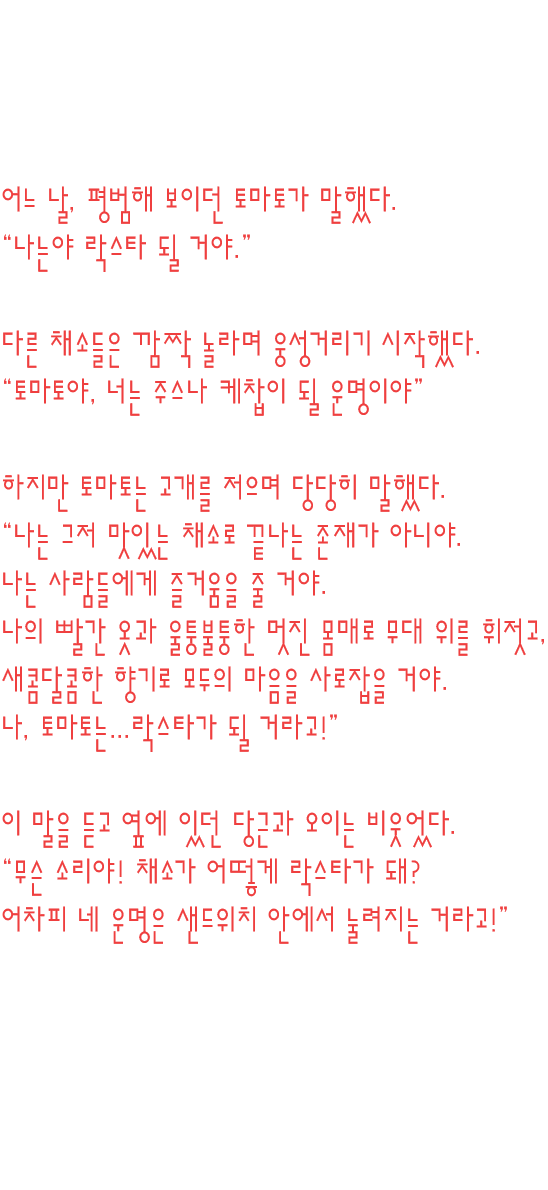 어느 날, 평범해 보이던 토마토가 말했다.
“나는야 락스타 될 거야.”
다른 채소들은 깜짝 놀라며 웅성거리기 시작했다.
“토마토야, 너는 주스나 케찹이 될 운명이야”
하지만 토마토는 고개를 저으며 당당히 말했다.
“나는 그저 맛있는 채소로 끝나는 존재가 아니야.
나는 사람들에게 즐거움을 줄 거야.
나의 빨간 옷과 울퉁불퉁한 멋진 몸매로 무대 위를 휘젓고,
새콤달콤한 향기로 모두의 마음을 사로잡을 거야.
나, 토마토는...락스타가 될 거라고!”
이 말을 듣고 옆에 있던 당근과 오이는 비웃었다.
“무슨 소리야! 채소가 어떻게 락스타가 돼?
어차피 네 운명은 샌드위치 안에서 눌려지는 거라고!”